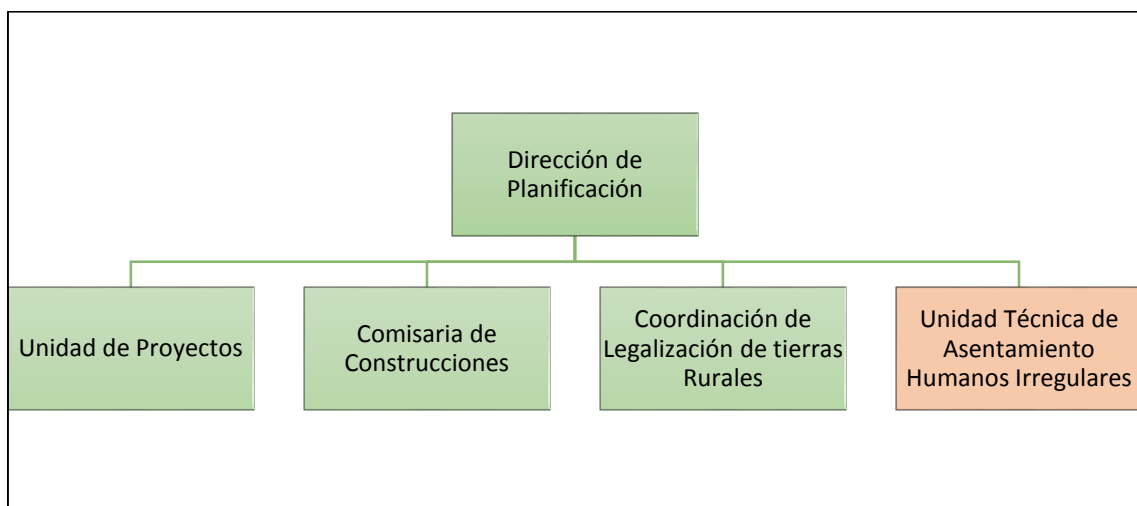 Dirección de
Planificación
Unidad de Proyectos
Comisaria de
Construcciones
Coordinación de
Legalización de tierras
Rurales
Unidad Técnica de
Asentamiento
Humanos Irregulares